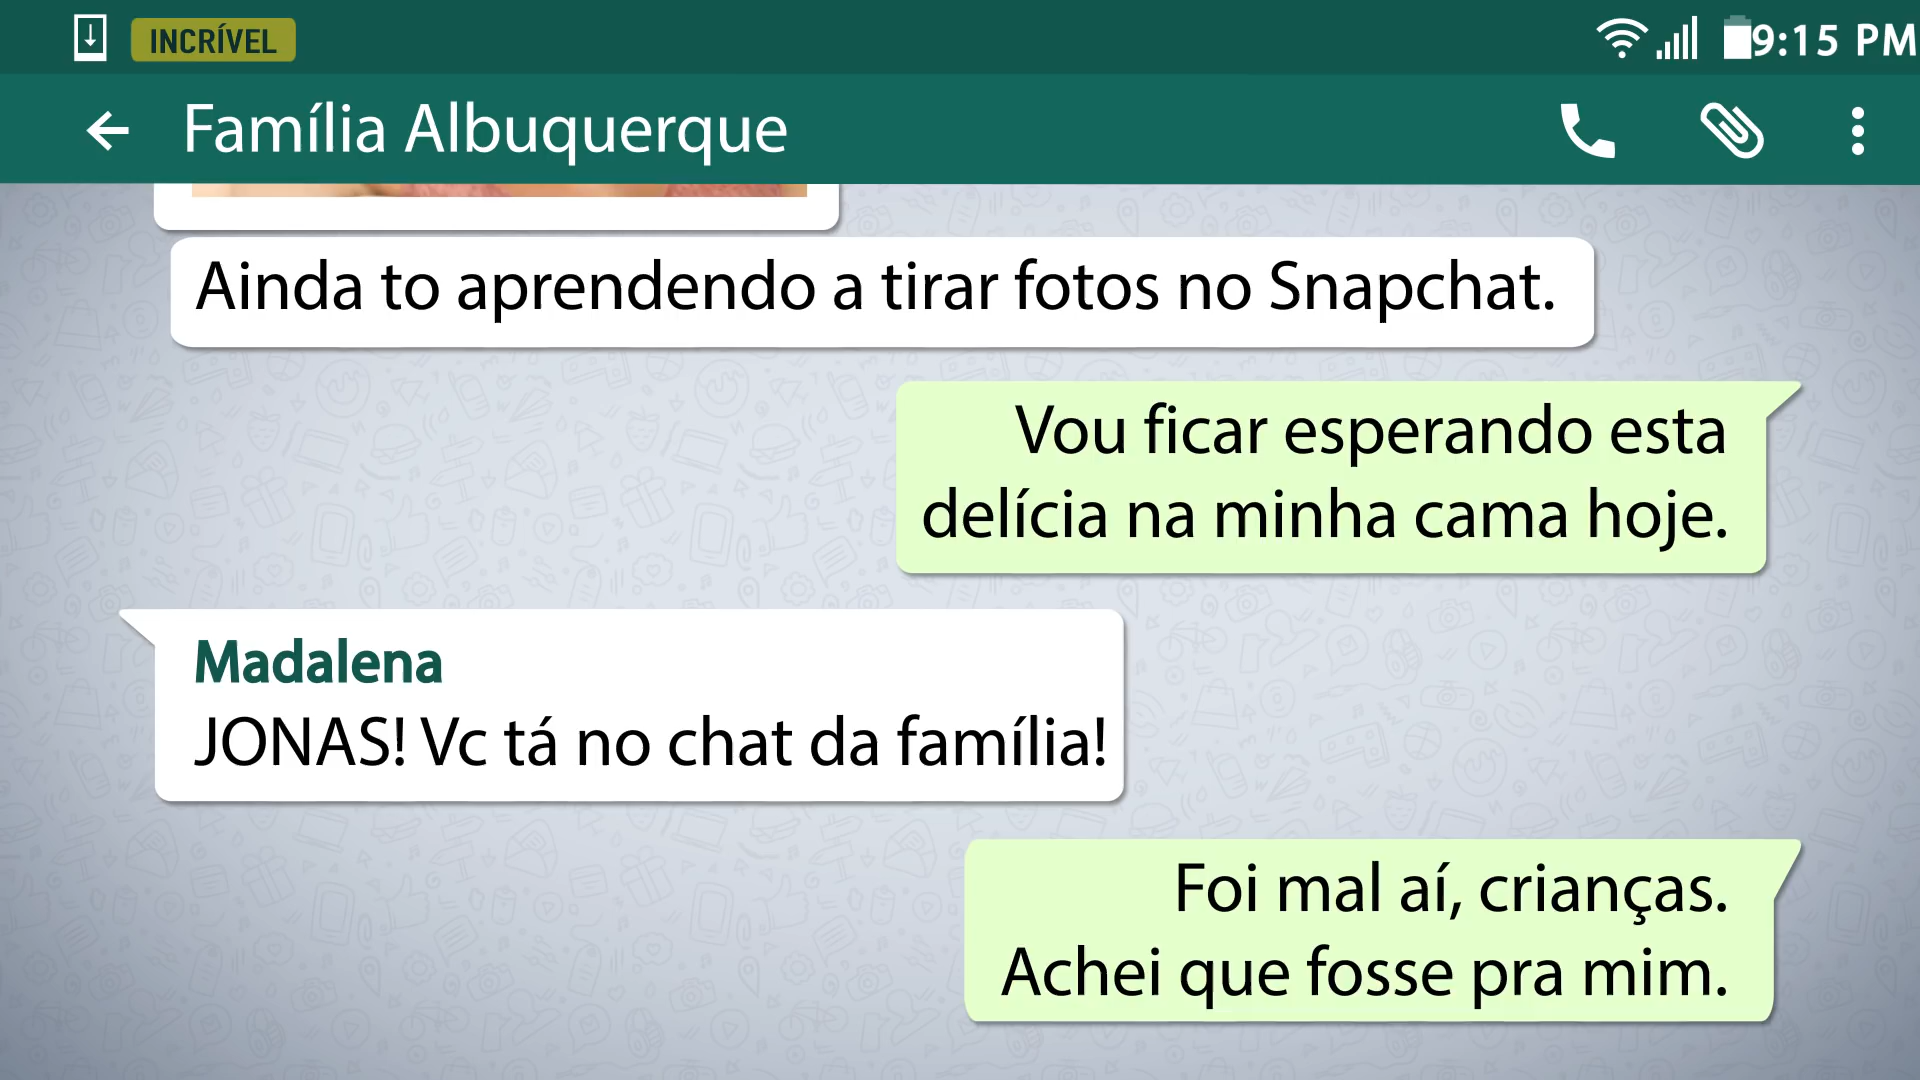 INCRÍVEL
9:15 PM
Família Albuquerque
Ainda to aprendendo a tirar fotos no Snapchat.
Vou ficar esperando esta
delícia na minha cama hoje.
Madalena
JONAS! Vc tá no chat da família!
Foi mal aí, crianças.
Achei que fosse pra mim.